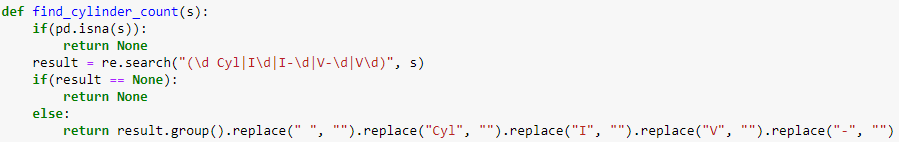 def find_cylinder_count(s):
    if(pd.isna(s)):
        return None
    result = re.search("(\d Cyl|I\d|I-\d|V-\d|V\d)", s)
    if(result == None):
        return None
    else:
        return result.group().replace(" ", "").replace("Cyl", "").replace("I", "").replace("V", "").replace("-", "")